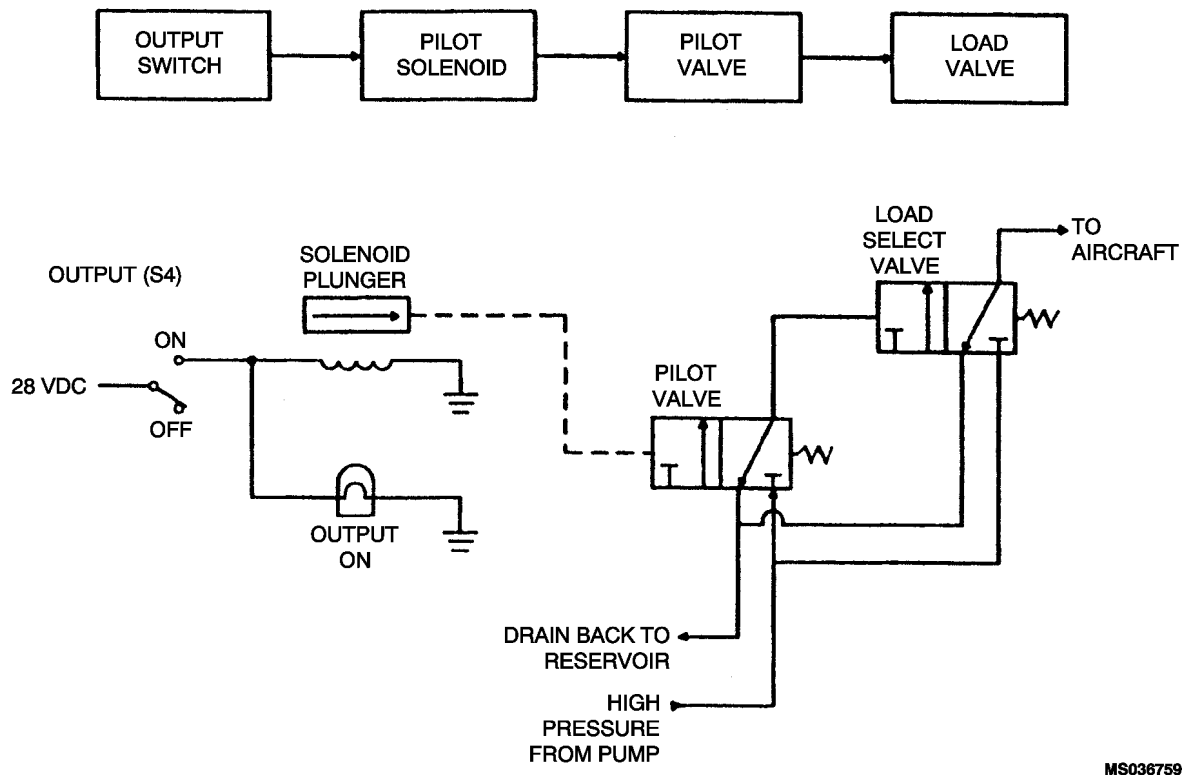 OUTPUT
SWITCH
PILOT
SOLENOID
PILOT
VALVE
LOAD
VALVE
LOAD
SELECT
VALVE
TO
AIRCRAFT
SOLENOID
PLUNGER
OUTPUT (S4)
ON
28 VDC
OFF
PILOT
VALVE
OUTPUT
ON
DRAIN BACK TO
RESERVOIR
HIGH
PRESSURE
FROM PUMP
MS036759